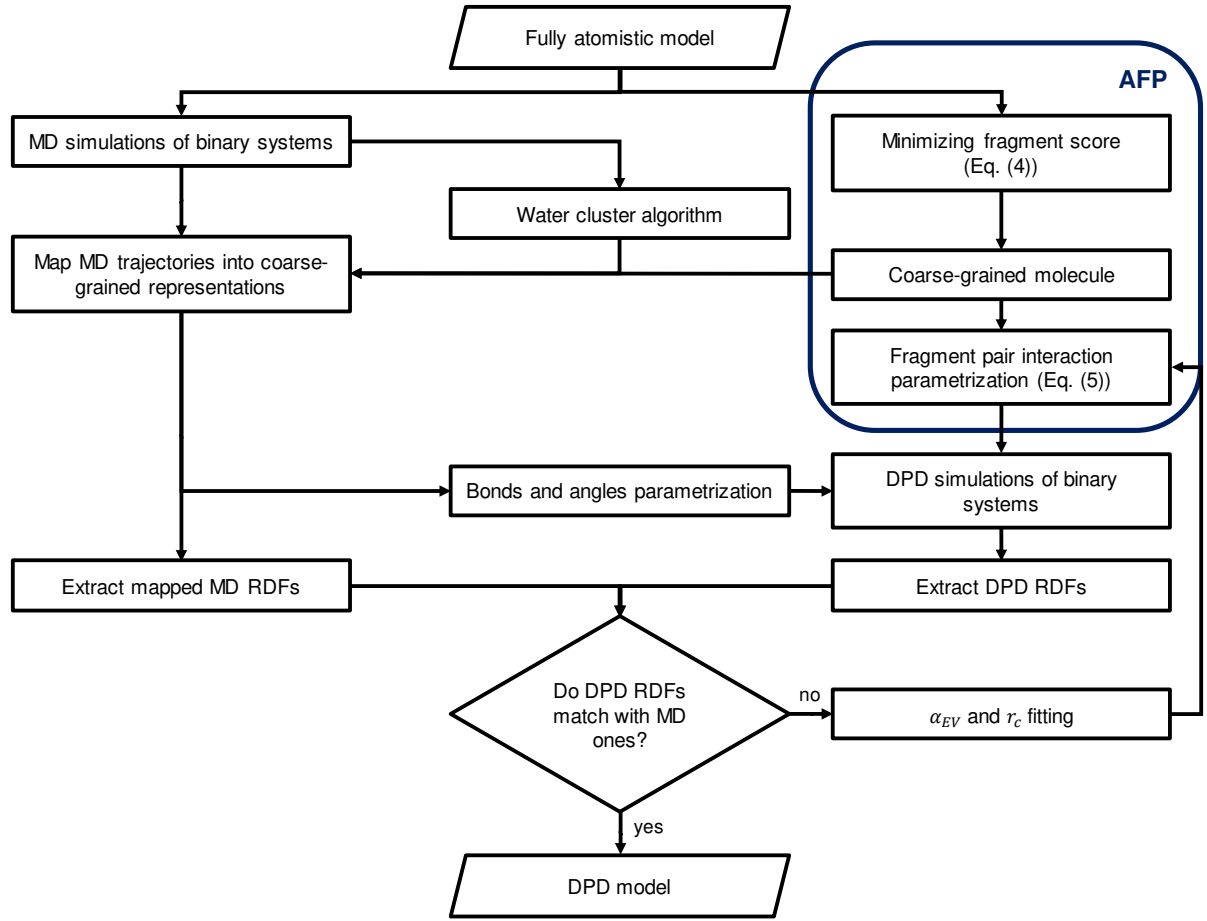 Fully atomistic model
AFP
MD simulations of binary systems
Minimizing fragment score
(Eq. (4))
Water cluster algorithm
Map MD trajectories into coarse-
grained representations
Coarse-grained molecule
Fragment pair interaction
parametrization (Eq. (5))
Bonds and angles parametrization
DPD simulations of binary
systems
Extract mapped MD RDFs
Extract DPD RDFs
Do DPD RDFs
match with MD
ones?
no
α_{EV} and r_c fitting
yes
DPD model